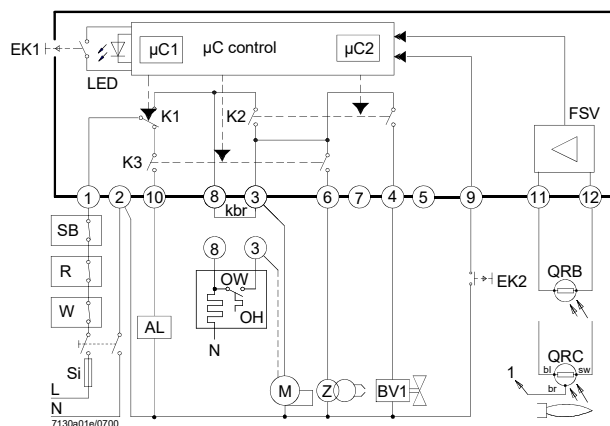 EK1
LED
µC1
µC control
µC2
FSV
K1
K2
K3
1
2
10
8
3
6
7
4
5
9
11
12
kbr
SB
R
W
Si
L
N
AL
8
3
OW
OH
N
M
Z
BV1
EK2
QRB
QRC
bl
sw
br
1
7130a01e/0700